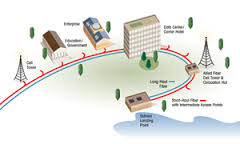 Enterprise
Data Center/
Carrier Hotel
Education/
Government
Cell
Tower
Long-Haul
Fiber
Allied Fiber
Cell Tower &
Colocation Hut
Short-Haul Fiber
with Intermediate Access Points
Subsea
Landing
Point